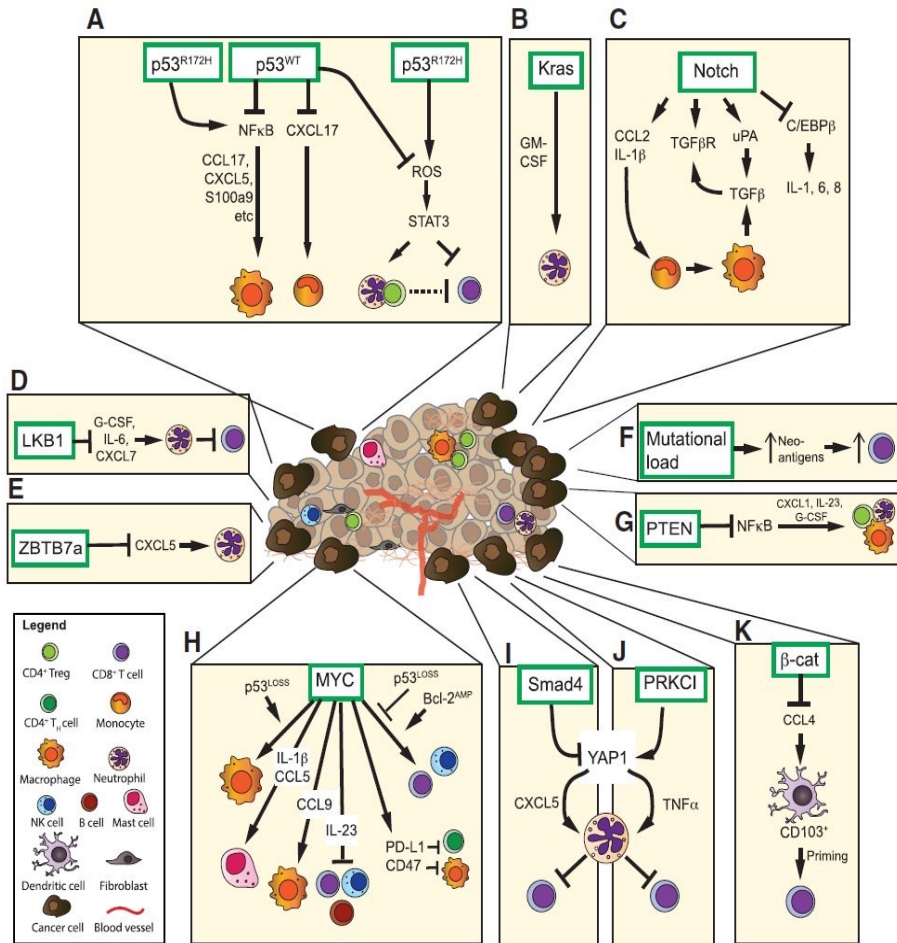 A
p53R172H
p53WT
p53R172H
NFκB
CXCL17
CCL17,
CXCL5,
S100a9
etc
ROS
STAT3
B
Kras
GM-
CSF
C
Notch
CCL2
IL-1β
TGFβR
uPA
C/EBPβ
TGFβ
IL-1, 6, 8
D
LKB1
G-CSF,
IL-6,
CXCL7
E
ZBTB7a
CXCL5
F
Mutational
load
Neo-
antigens
G
PTEN
NFκB
CXCL1, IL-23,
G-CSF
Legend
CD4+ Treg
CD8+ T cell
CD4+ TH cell
Monocyte
Macrophage
Neutrophil
NK cell
B cell
Mast cell
Dendritic cell
Fibroblast
Cancer cell
Blood vessel
H
MYC
p53LOSS
p53LOSS
Bcl-2AMP
IL-1β
CCL5
CCL9
IL-23
PD-L1
CD47
I
Smad4
J
PRKCI
YAP1
CXCL5
TNFα
K
β-cat
CCL4
CD103+
Priming